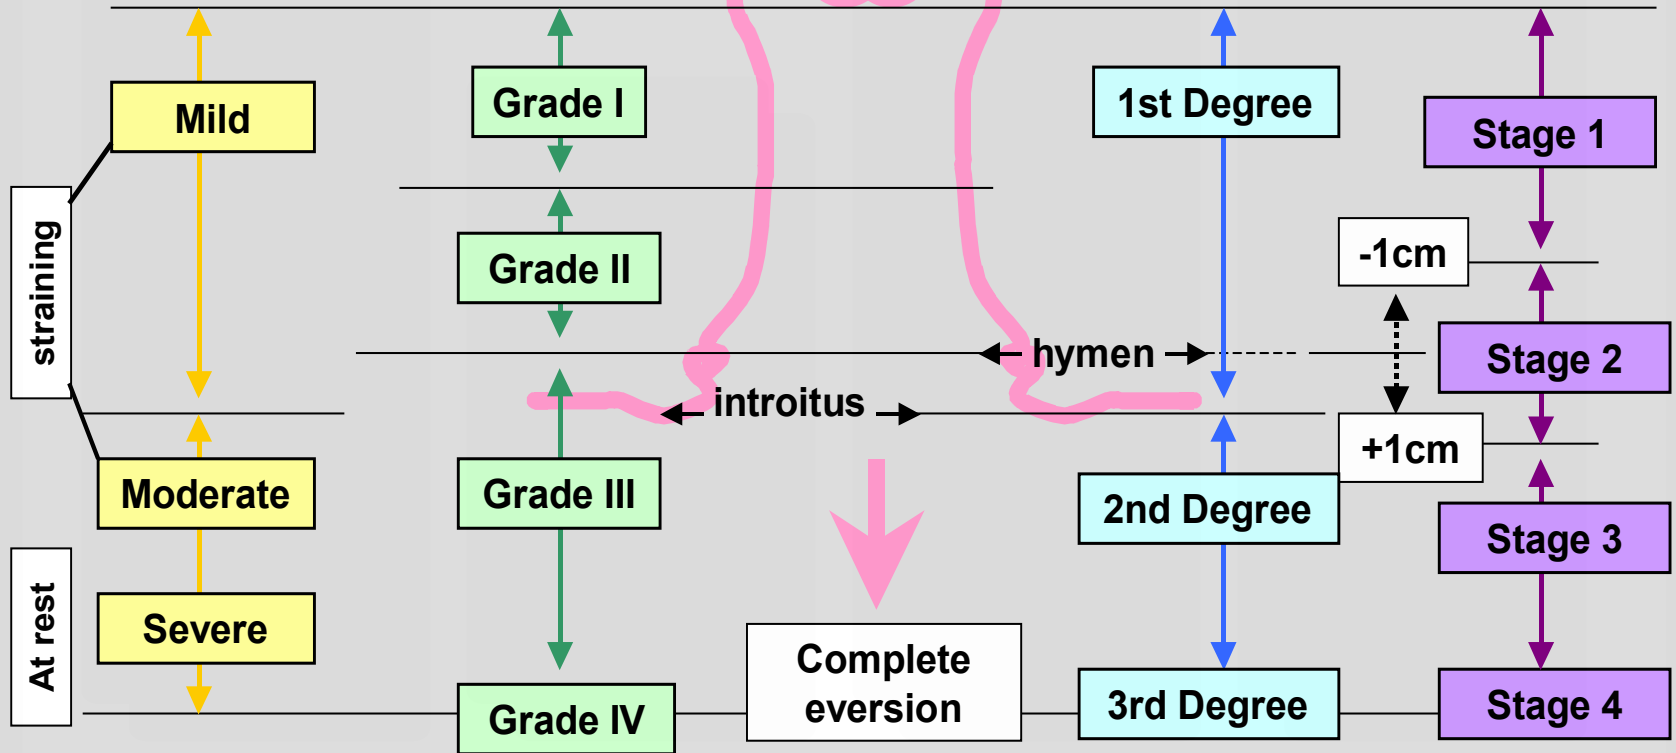 Mild
Grade I
1st Degree
Stage 1
straining
Grade II
-1cm
hymen
Stage 2
introitus
+1cm
Moderate
Grade III
2nd Degree
Stage 3
At rest
Severe
Complete
eversion
Grade IV
3rd Degree
Stage 4